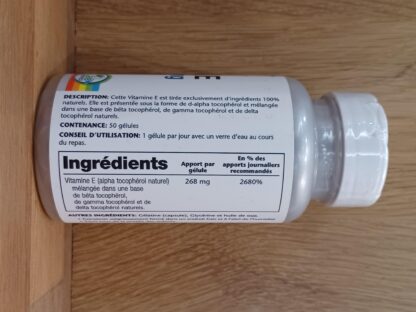 E
DESCRIPTION: Cette Vitamine E est tirée exclusivement d'ingrédients 100%
naturels. Elle est présentée sous la forme de d-alpha tocophérol et mélangée
dans une base de bêta tocophérol, de gamma tocophérol et de delta
tocophérol naturels.
CONTENANCE: 50 gélules
CONSEIL D'UTILISATION: 1 gélule par jour avec un verre d'eau au cours
du repas.
Ingrédients
Apport par
gélule
En % des
apports journaliers
recommandés
Vitamine E (alpha tocophérol naturel) 268 mg 2680%
mélangée dans une base
de bêta tocophérol,
de gamma tocophérol et de
delta tocophérol naturels.
AUTRES INGRÉDIENTS: Gélatine (capsule), Glycérine et huile de soja.